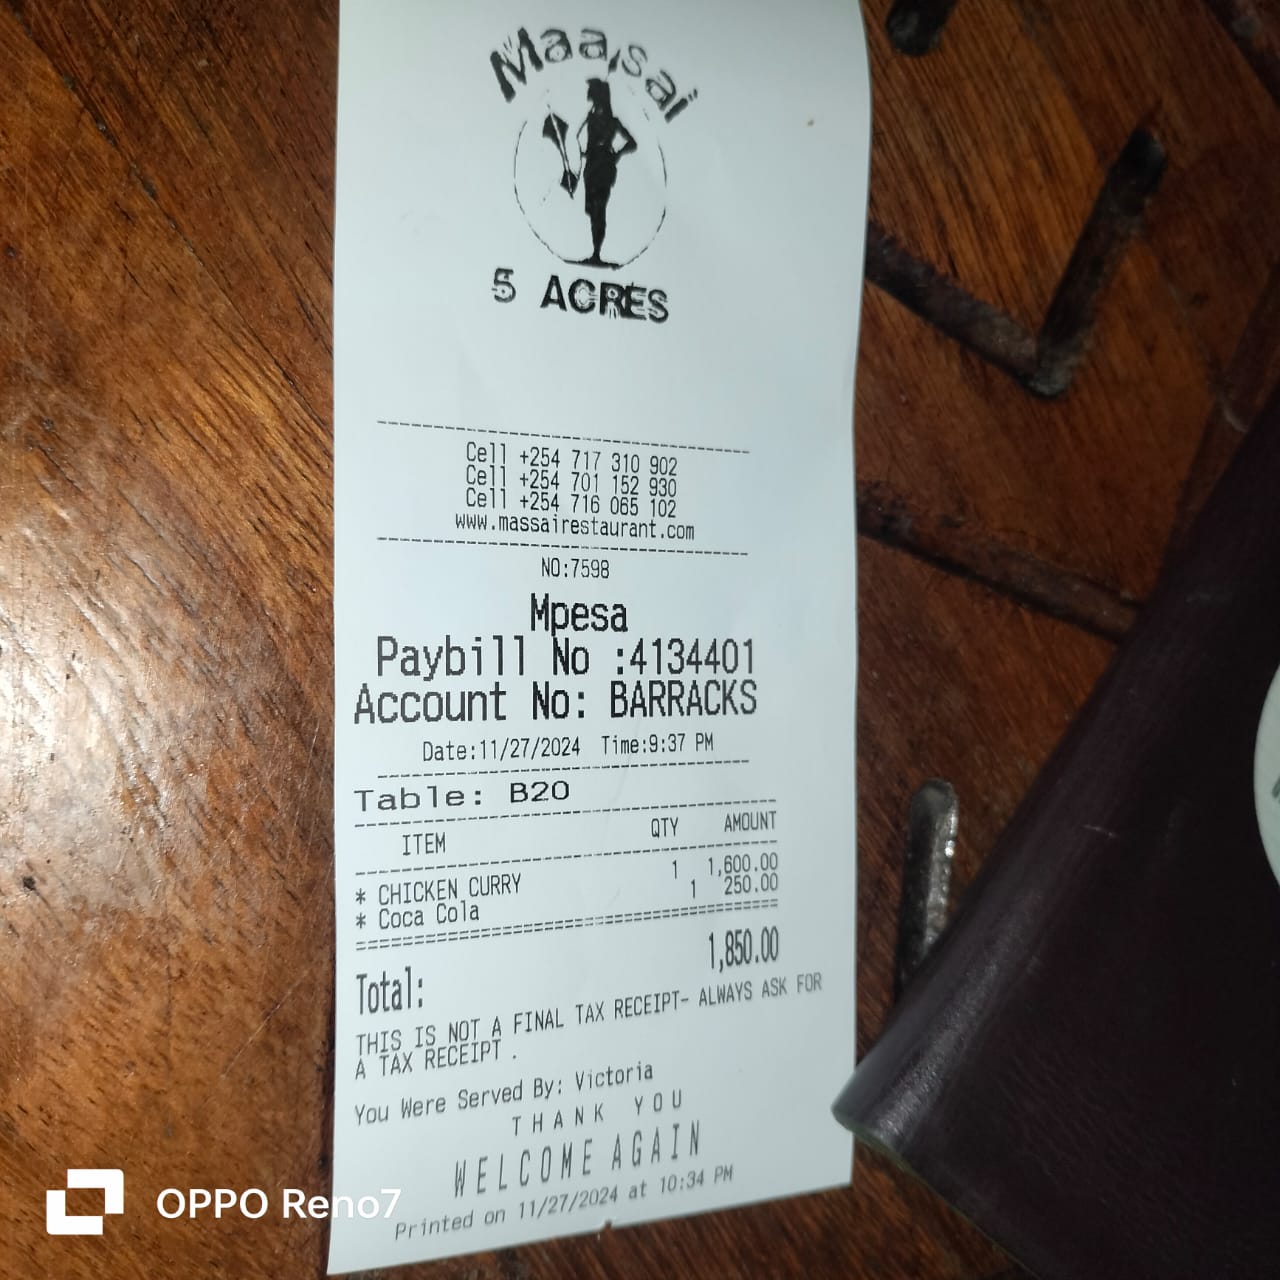 Maasai
5 ACRES
Cell +254 717 310 902
Cell +254 701 152 930
Cell +254 716 065 102
www.massairestaurant.com
NO:7598
Mpesa
Paybill No :4134401
Account No: BARRACKS
Date:11/27/2024 Time:9:37 PM
Table: B20
ITEM QTY AMOUNT
* CHICKEN CURRY 1 1,600.00
* Coca Cola 1 250.00
Total: 1,850.00
THIS IS NOT A FINAL TAX RECEIPT- ALWAYS ASK FOR
A TAX RECEIPT .
You Were Served By: Victoria
THANK YOU
WELCOME AGAIN
Printed on 11/27/2024 at 10:34 PM
OPPO Reno7